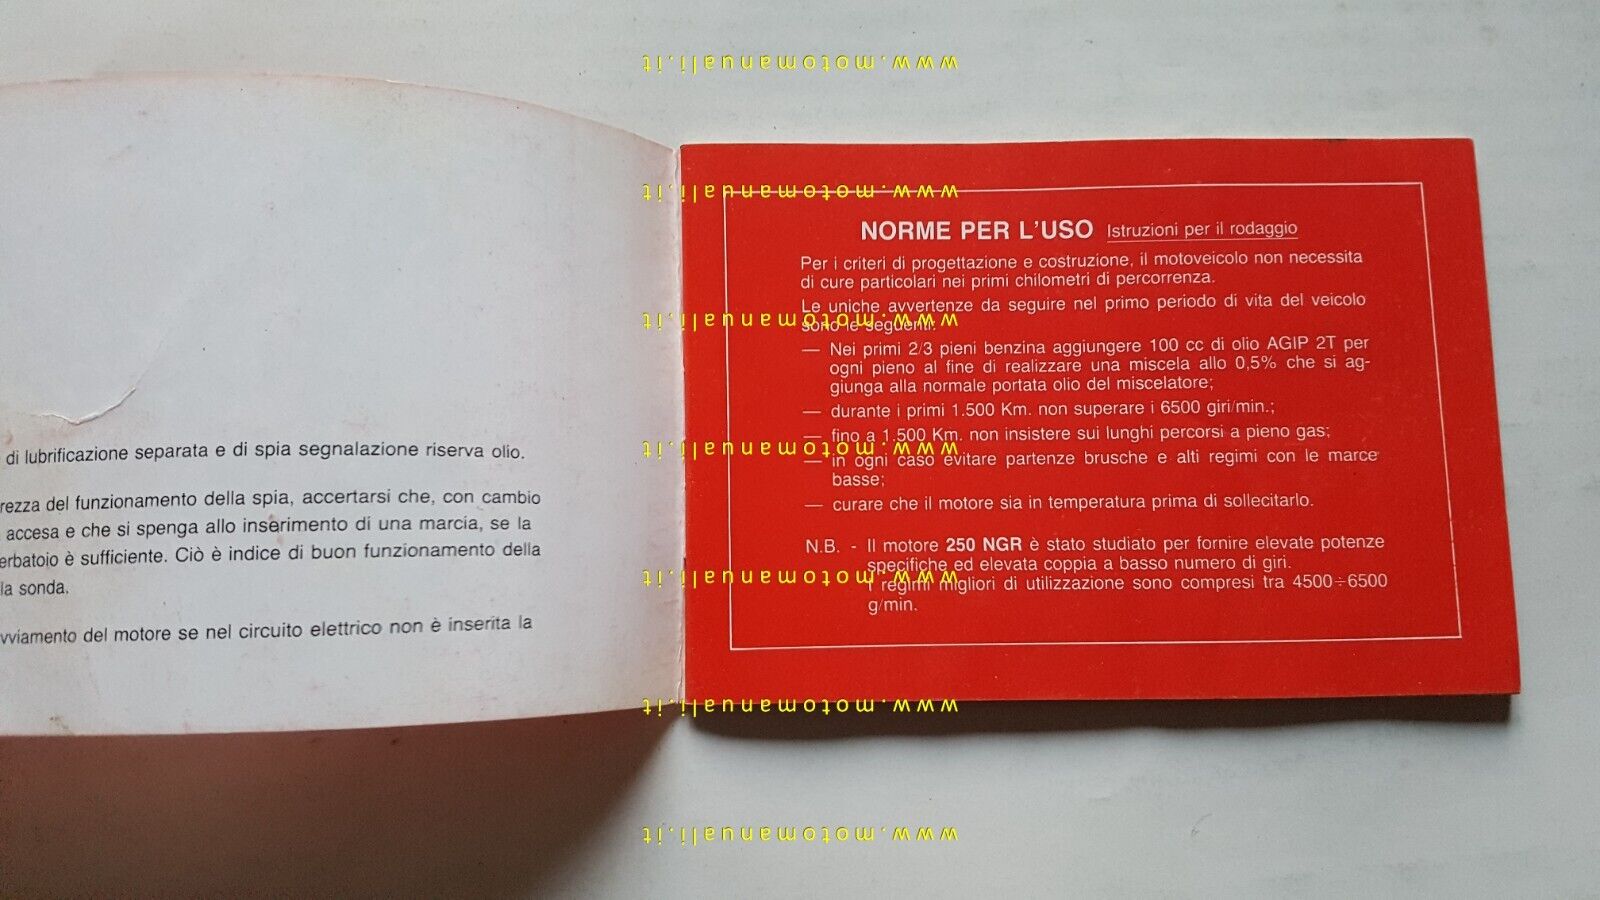 www.motomanuali.it
di lubrificazione separata e di spia segnalazione riserva olio.
rezza del funzionamento della spia, accertarsi che, con cambio
accesa e che si spenga allo inserimento di una marcia, se la
erbatoio è sufficiente. Ciò è indice di buon funzionamento della
la sonda.
vviamento del motore se nel circuito elettrico non è inserita la
www.motomanuali.it
NORME PER L'USO Istruzioni per il rodaggio
Per i criteri di progettazione e costruzione, il motoveicolo non necessita
di cure particolari nei primi chilometri di percorrenza.
Le uniche avvertenze da seguire nel primo periodo di vita del veicolo
www.motomanuali.it
sono le seguenti:
— Nei primi 2/3 pieni benzina aggiungere 100 cc di olio AGIP 2T per
ogni pieno al fine di realizzare una miscela allo 0,5% che si ag-
giunga alla normale portata olio del miscelatore;
— durante i primi 1.500 Km. non superare i 6500 giri/min.;
— fino a 1.500 Km. non insistere sui lunghi percorsi a pieno gas;
www.motomanuali.it
— in ogni caso evitare partenze brusche e alti regimi con le marce
basse;
— curare che il motore sia in temperatura prima di sollecitarlo.
N.B. - Il motore 250 NGR è stato studiato per fornire elevate potenze
specifiche ed elevata coppia a basso numero di giri.
www.motomanuali.it
I regimi migliori di utilizzazione sono compresi tra 4500÷6500
g/min.
www.motomanuali.it
www.motomanuali.it